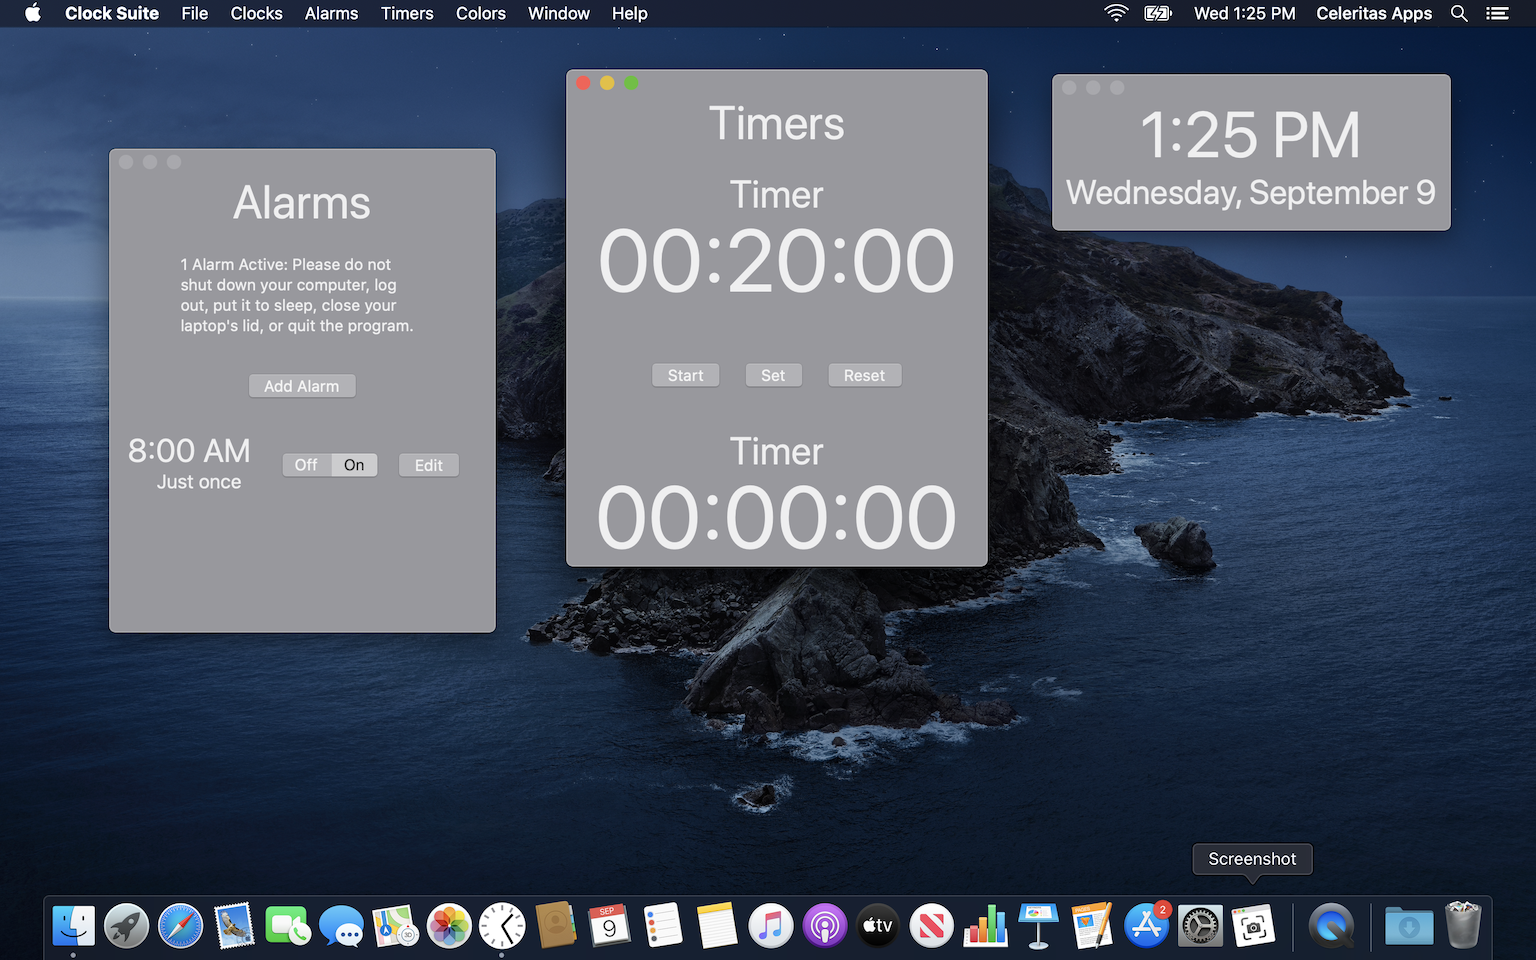 Clock Suite File Clocks Alarms Timers Colors Window Help Wed 1:25 PM Celeritas Apps
Alarms
1 Alarm Active: Please do not
shut down your computer, log
out, put it to sleep, close your
laptop's lid, or quit the program.
Add Alarm
8:00 AM
Just once
Off On Edit
Timers
Timer
00:20:00
Start Set Reset
Timer
00:00:00
1:25 PM
Wednesday, September 9
Screenshot
SEP
9
3D
tv
2